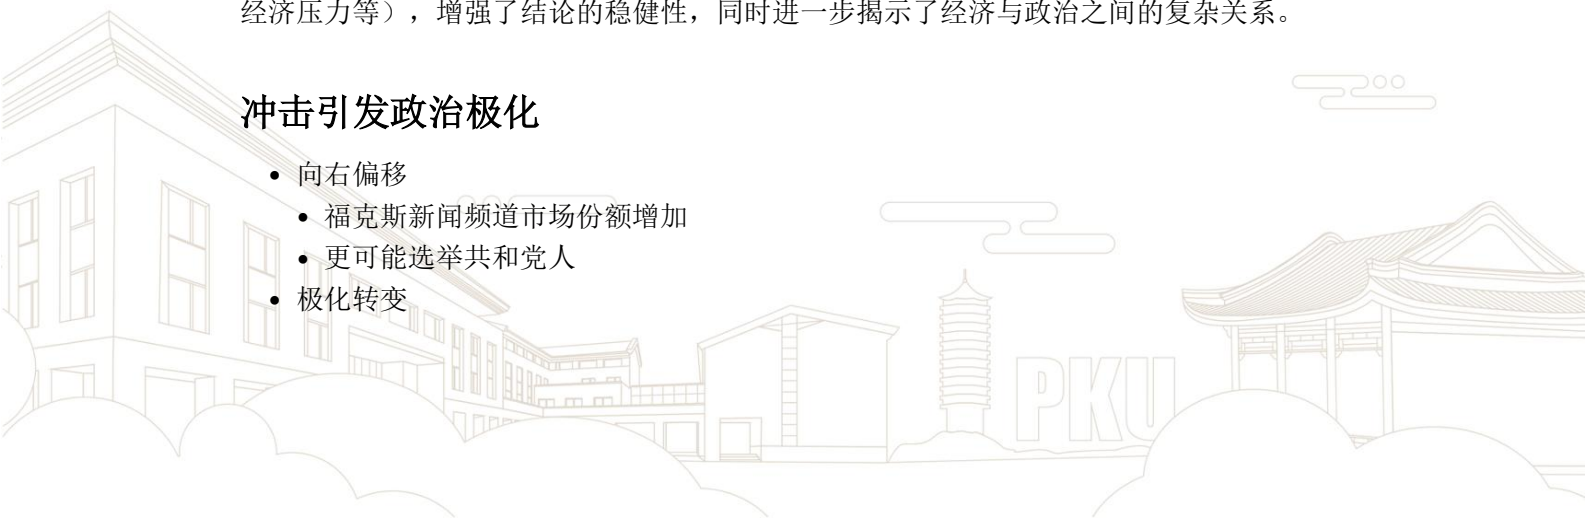 经济压力等），增强了结论的稳健性，同时进一步揭示了经济与政治之间的复杂关系。
冲击引发政治极化
• 向右偏移
• 福克斯新闻频道市场份额增加
• 更可能选举共和党人
• 极化转变
PKU